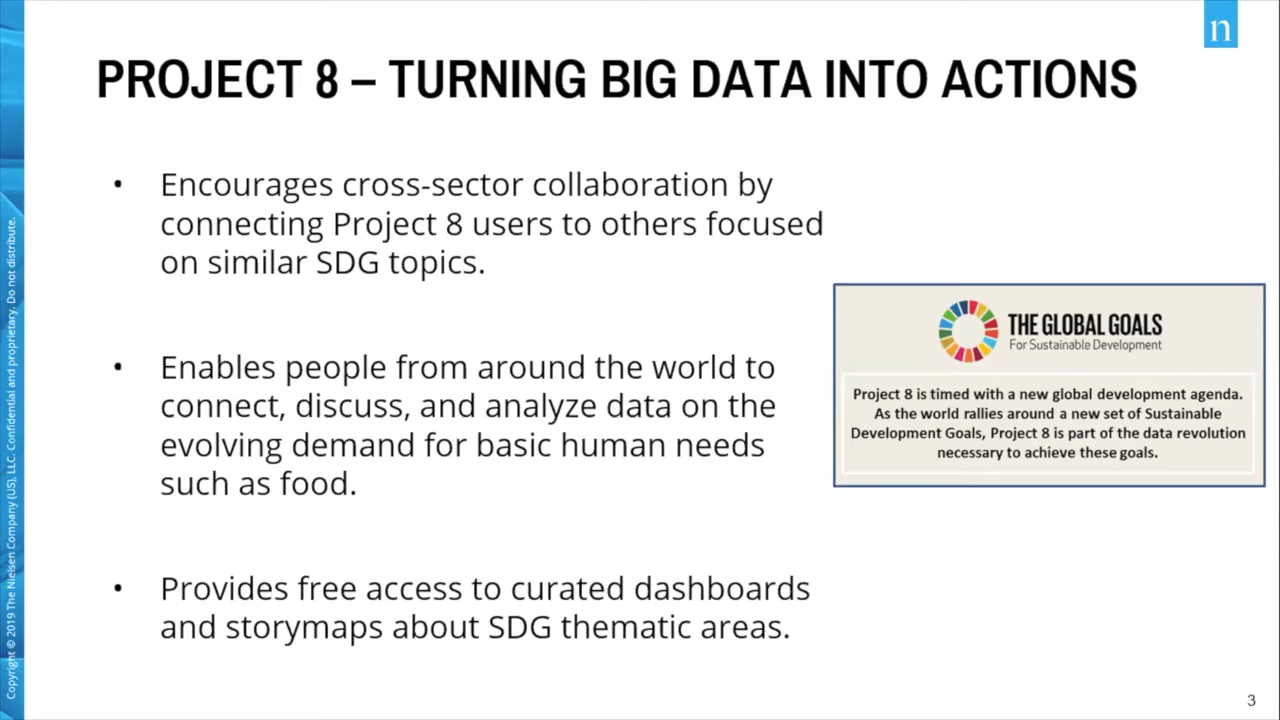 n
PROJECT 8 – TURNING BIG DATA INTO ACTIONS
• Encourages cross-sector collaboration by
connecting Project 8 users to others focused
on similar SDG topics.
• Enables people from around the world to
connect, discuss, and analyze data on the
evolving demand for basic human needs
such as food.
• Provides free access to curated dashboards
and storymaps about SDG thematic areas.
THE GLOBAL GOALS
For Sustainable Development
Project 8 is timed with a new global development agenda.
As the world rallies around a new set of Sustainable
Development Goals, Project 8 is part of the data revolution
necessary to achieve these goals.
Copyright © 2019 The Nielsen Company (US), LLC. Confidential and proprietary. Do not distribute.
3